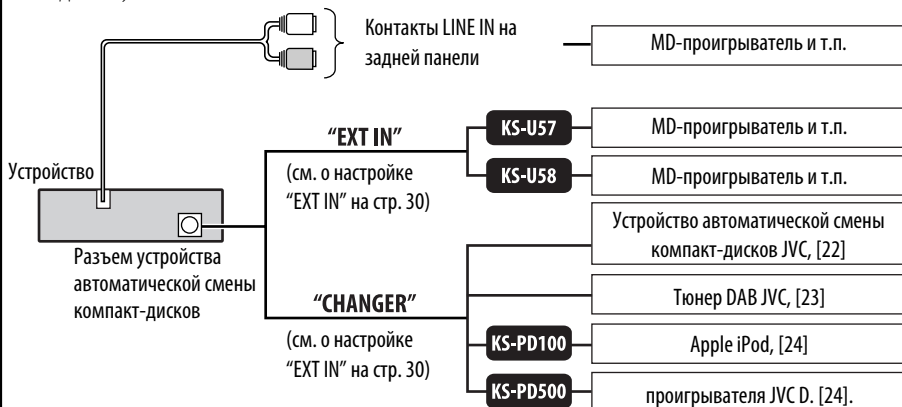 Контакты LINE IN на
задней панели
MD-проигрыватель и т.п.
"EXT IN"
(см. о настройке
"EXT IN" на стр. 30)
KS-U57
MD-проигрыватель и т.п.
KS-U58
MD-проигрыватель и т.п.
Устройство
Разъем устройства
автоматической смены
компакт-дисков
"CHANGER"
(см. о настройке
"EXT IN" на стр. 30)
Устройство автоматической смены
компакт-дисков JVC, [22]
Тюнер DAB JVC, [23]
KS-PD100
Apple iPod, [24]
KS-PD500
проигрывателя JVC D. [24].